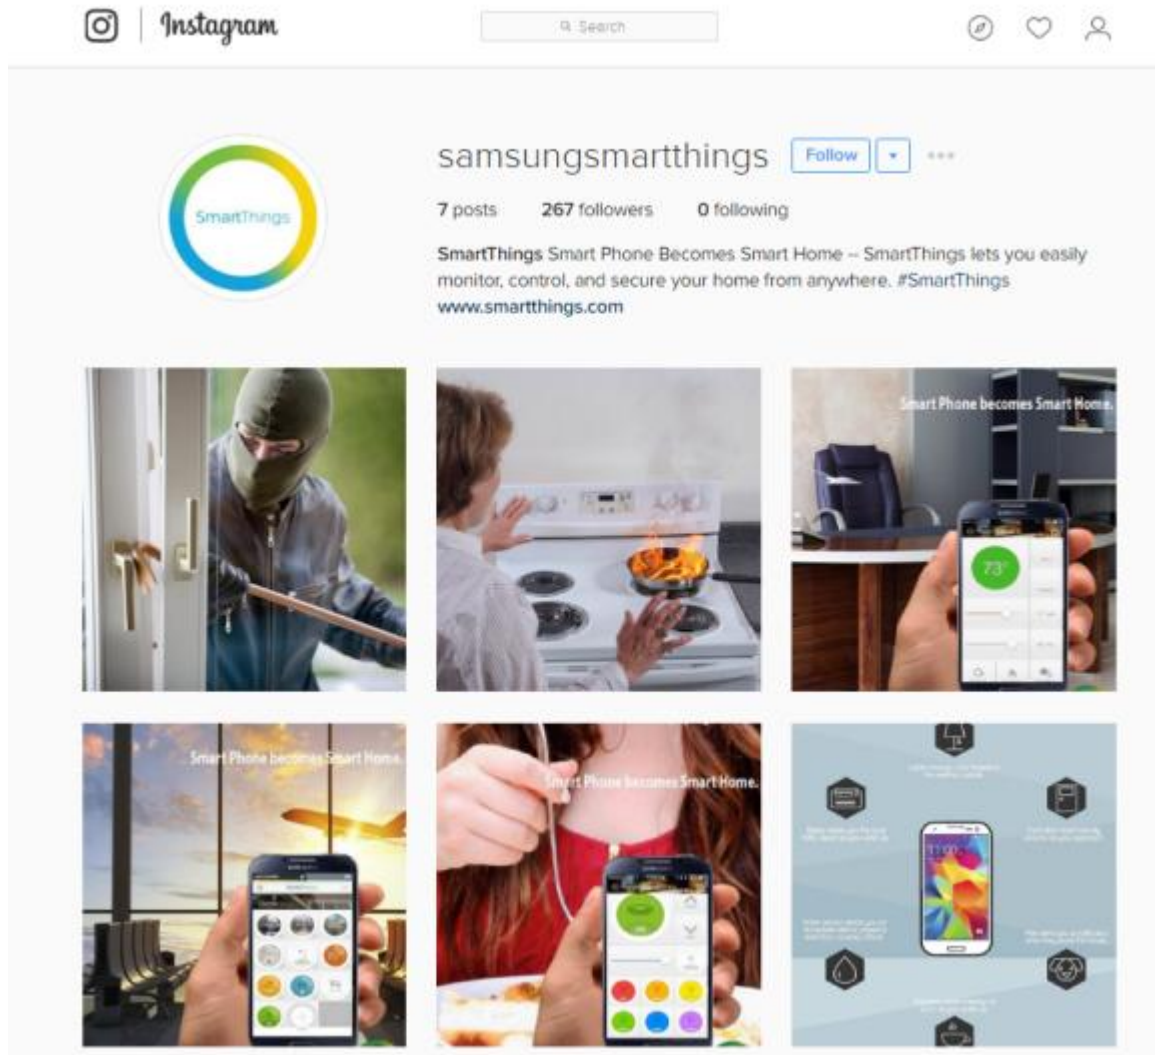 Instagram
Search
samsungsmartthings
Follow
7 posts 267 followers 0 following
SmartThings
SmartThings Smart Phone Becomes Smart Home – SmartThings lets you easily
monitor, control, and secure your home from anywhere. #SmartThings
www.smartthings.com
Smart Phone becomes Smart Home.
73°
Smart Phone becomes Smart Home.
Smart Phone becomes Smart Home.